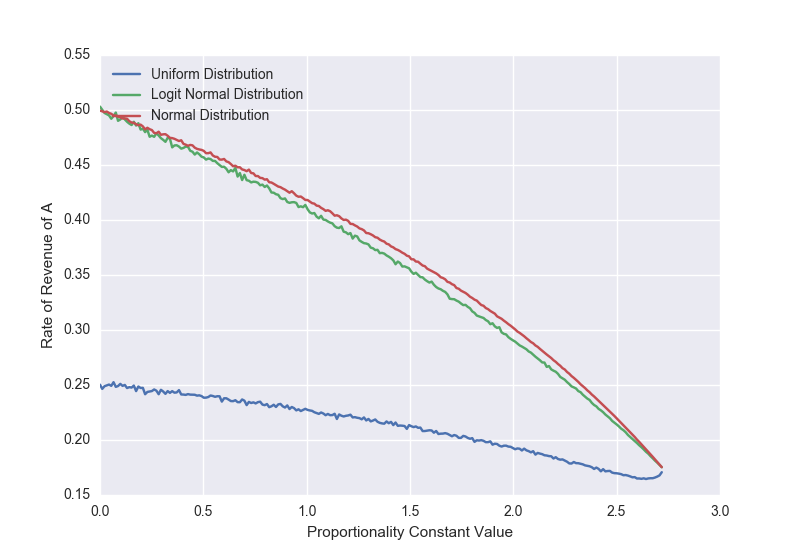 0.55
Uniform Distribution
Logit Normal Distribution
Normal Distribution
0.50
0.45
0.40
0.35
0.30
0.25
0.20
0.15
Rate of Revenue of A
0.0 0.5 1.0 1.5 2.0 2.5 3.0
Proportionality Constant Value